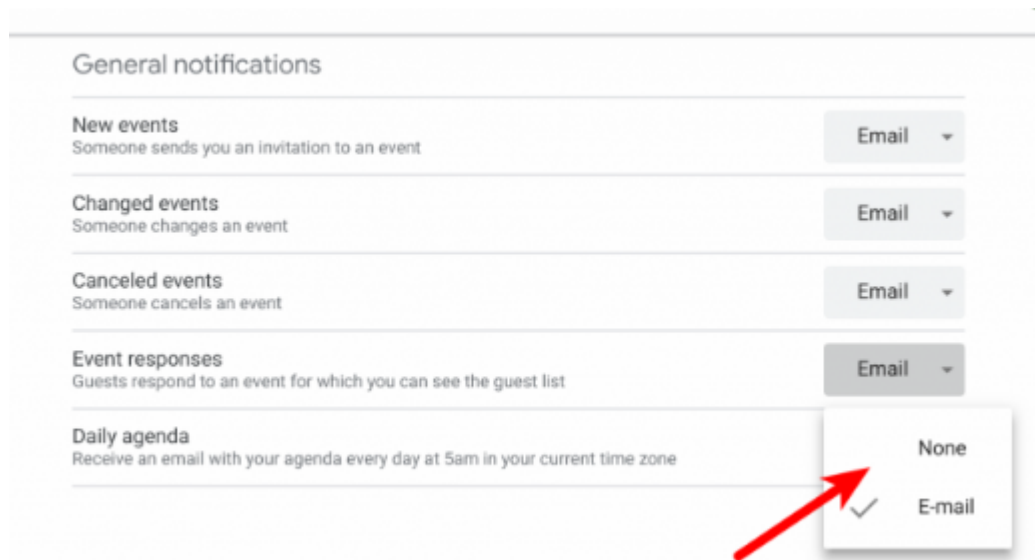 General notifications
New events
Someone sends you an invitation to an event
Email
Changed events
Someone changes an event
Email
Canceled events
Someone cancels an event
Email
Event responses
Guests respond to an event for which you can see the guest list
Email
Daily agenda
Receive an email with your agenda every day at 5am in your current time zone
None
E-mail